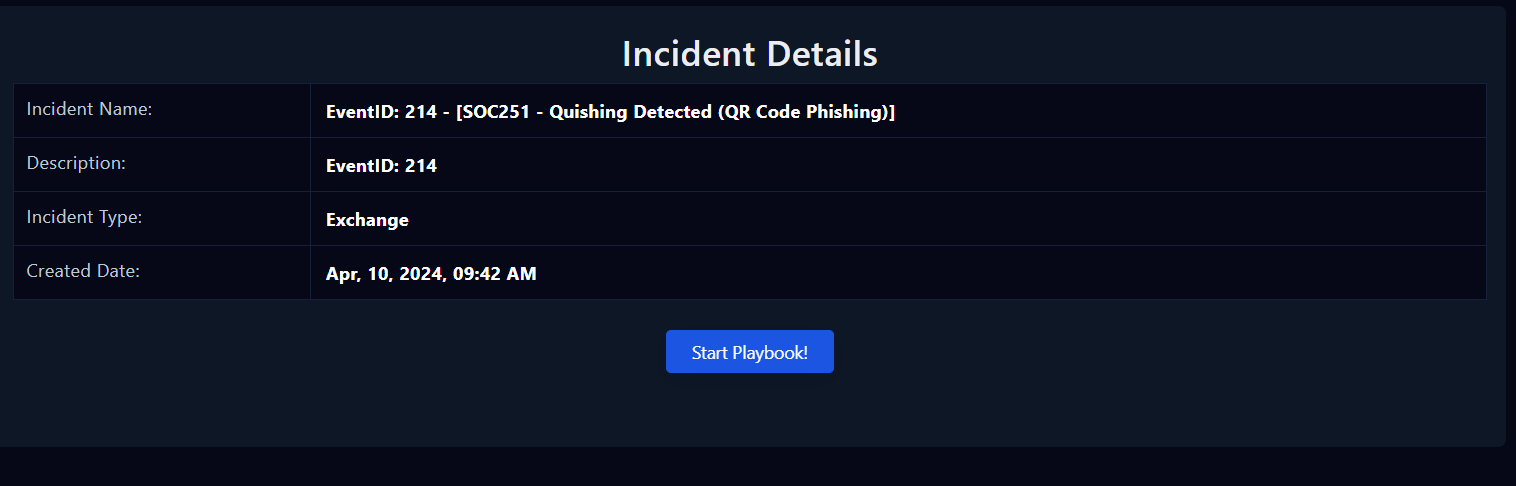 Incident Details
Incident Name: EventID: 214 - [SOC251 - Quishing Detected (QR Code Phishing)]
Description: EventID: 214
Incident Type: Exchange
Created Date: Apr, 10, 2024, 09:42 AM
Start Playbook!